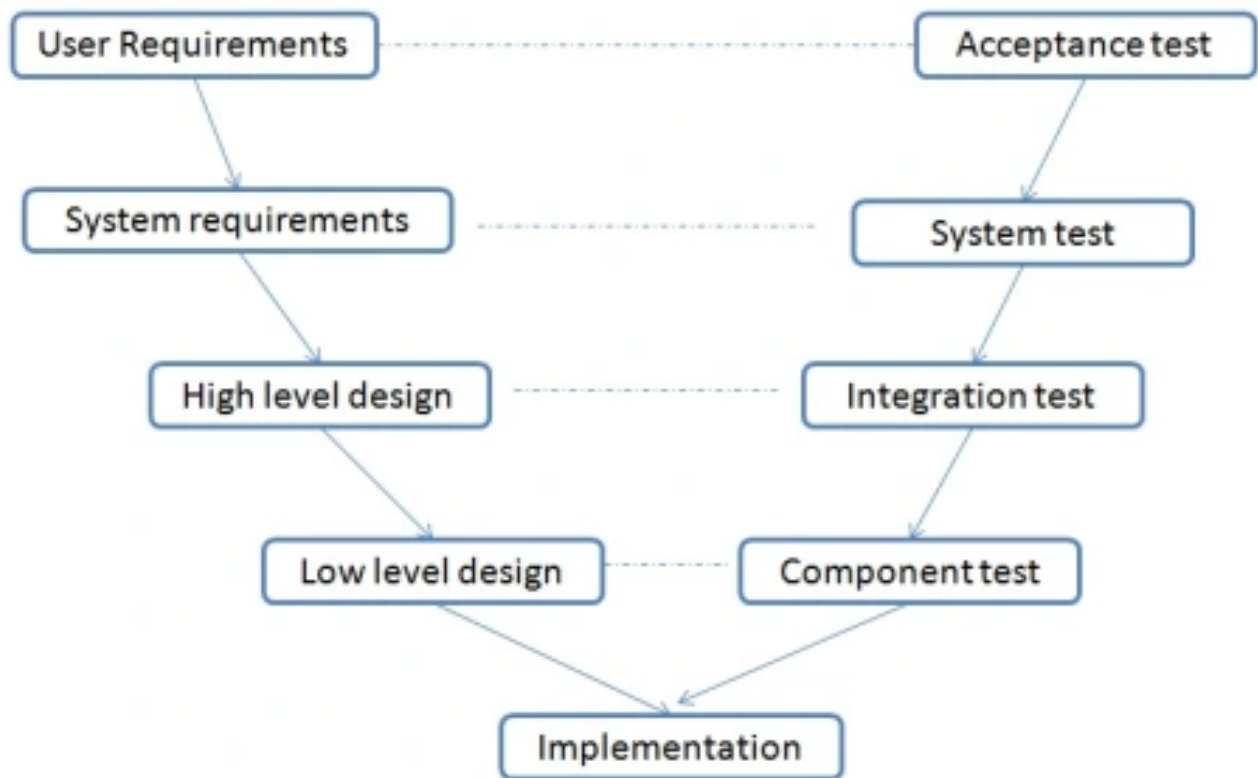 User Requirements
Acceptance test
System requirements
System test
High level design
Integration test
Low level design
Component test
Implementation